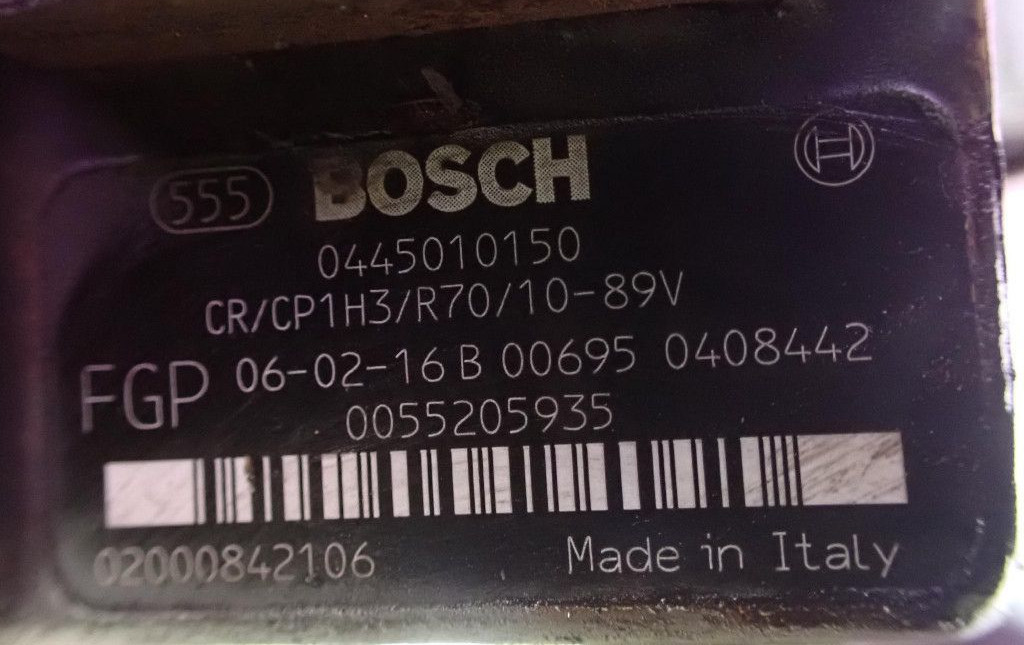 555 BOSCH
0445010150
CR/CP1H3/R70/10-89V
FGP 06-02-16 B 00695 0408442
0055205935
02000842106 Made in Italy